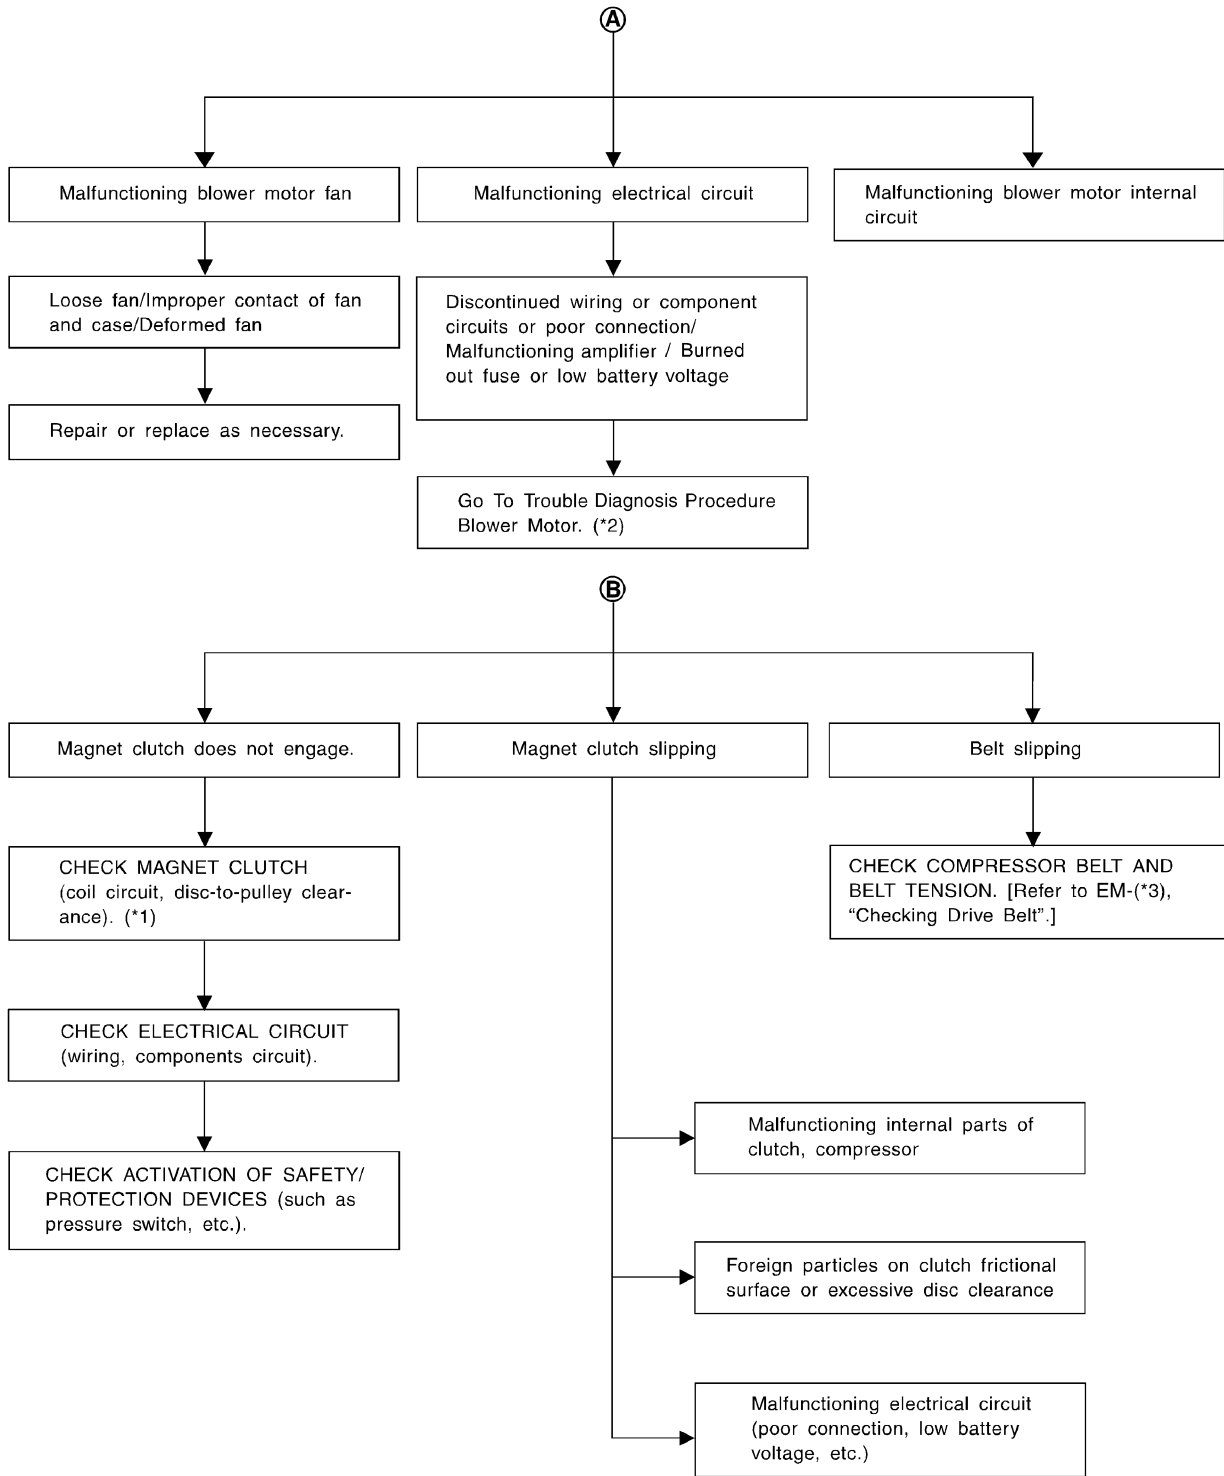 A
Malfunctioning blower motor fan
Malfunctioning electrical circuit
Malfunctioning blower motor internal
circuit
Loose fan/Improper contact of fan
and case/Deformed fan
Discontinued wiring or component
circuits or poor connection/
Malfunctioning amplifier / Burned
out fuse or low battery voltage
Repair or replace as necessary.
Go To Trouble Diagnosis Procedure
Blower Motor. (*2)
B
Magnet clutch does not engage.
Magnet clutch slipping
Belt slipping
CHECK MAGNET CLUTCH
(coil circuit, disc-to-pulley clear-
ance). (*1)
CHECK COMPRESSOR BELT AND
BELT TENSION. [Refer to EM-(*3),
“Checking Drive Belt”.]
CHECK ELECTRICAL CIRCUIT
(wiring, components circuit).
CHECK ACTIVATION OF SAFETY/
PROTECTION DEVICES (such as
pressure switch, etc.).
Malfunctioning internal parts of
clutch, compressor
Foreign particles on clutch frictional
surface or excessive disc clearance
Malfunctioning electrical circuit
(poor connection, low battery
voltage, etc.)